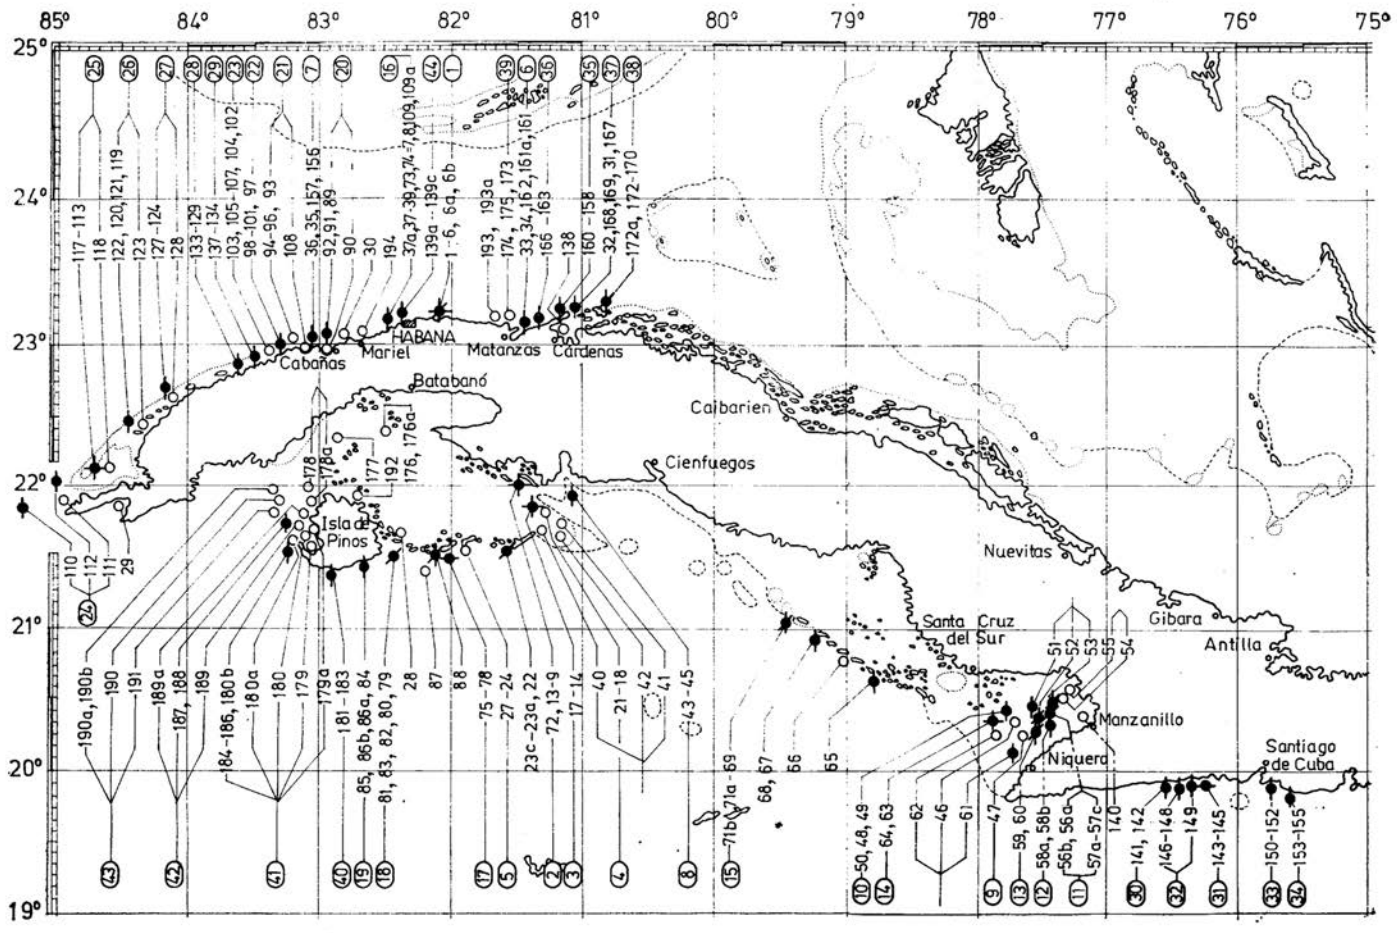 85° 84° 83° 82° 81° 80° 79° 78° 77° 76° 75°
25°
24°
23°
22°
21°
20°
19°
25 26 27 28 29 23 22 21 7 20 16 44 1 39 6 36 35 37 38
117-113
118
122, 120, 121, 119
123
127-124
128
133-129
137-134
103, 105-107, 104, 102
98-101, 97
94-96, 93
108
36, 35, 157, 156
92, 91, 89
90
30
194
139a-139c
1-6, 6a, 6b
193, 193a
174, 175, 173
33, 34, 162, 161a, 161
166-163
138
160-158
32, 168, 169, 31, 167
172a, 172-170
HABANA
Cabañas
Mariel
Matanzas
Cárdenas
Batabanó
Caibarien
Cienfuegos
Nuevitas
Isla de
Pinos
Santa Cruz
del Sur
Gibara
Antilla
Manzanillo
Niquero
Santiago
de Cuba
178
178a
177
192
176, 176a-
110
112
111
29
24
190a, 190b
190
191
189a
187, 188
189
184-186, 180b
180a
180
179
179a
181-183
85, 86b, 86a, 84
81, 83, 82, 80, 79
28
87
88
75-78
27-24
23c-23a, 22
72, 13-9
17-14
40
21-18
42
41
43-45
71b, 71a-69
68, 67
66
65
50, 48, 49
64, 63
62
46
61
47
59, 60
58a, 58b
56b, 56a
57a-57c
140
51
52
53
55
54
141, 142
146-148
149
143-145
150-152
153-155
43 42 41 40 19 18 17 5 2 3 4 8 15 10 14 9 13 12 11 30 32 31 33 34